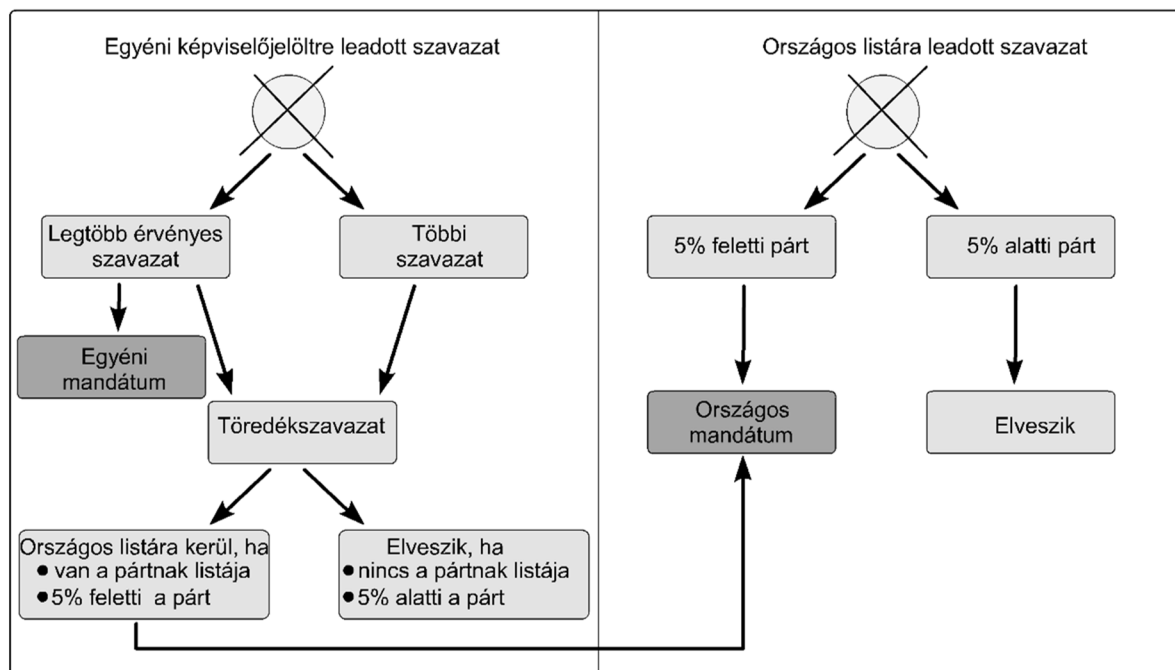 Egyéni képviselőjelöltre leadott szavazat
Legtöbb érvényes
szavazat
Többi
szavazat
Egyéni
mandátum
Töredékszavazat
Országos listára kerül, ha
● van a pártnak listája
● 5% feletti a párt
Elveszik, ha
● nincs a pártnak listája
● 5% alatti a párt
Országos listára leadott szavazat
5% feletti párt
5% alatti párt
Országos
mandátum
Elveszik